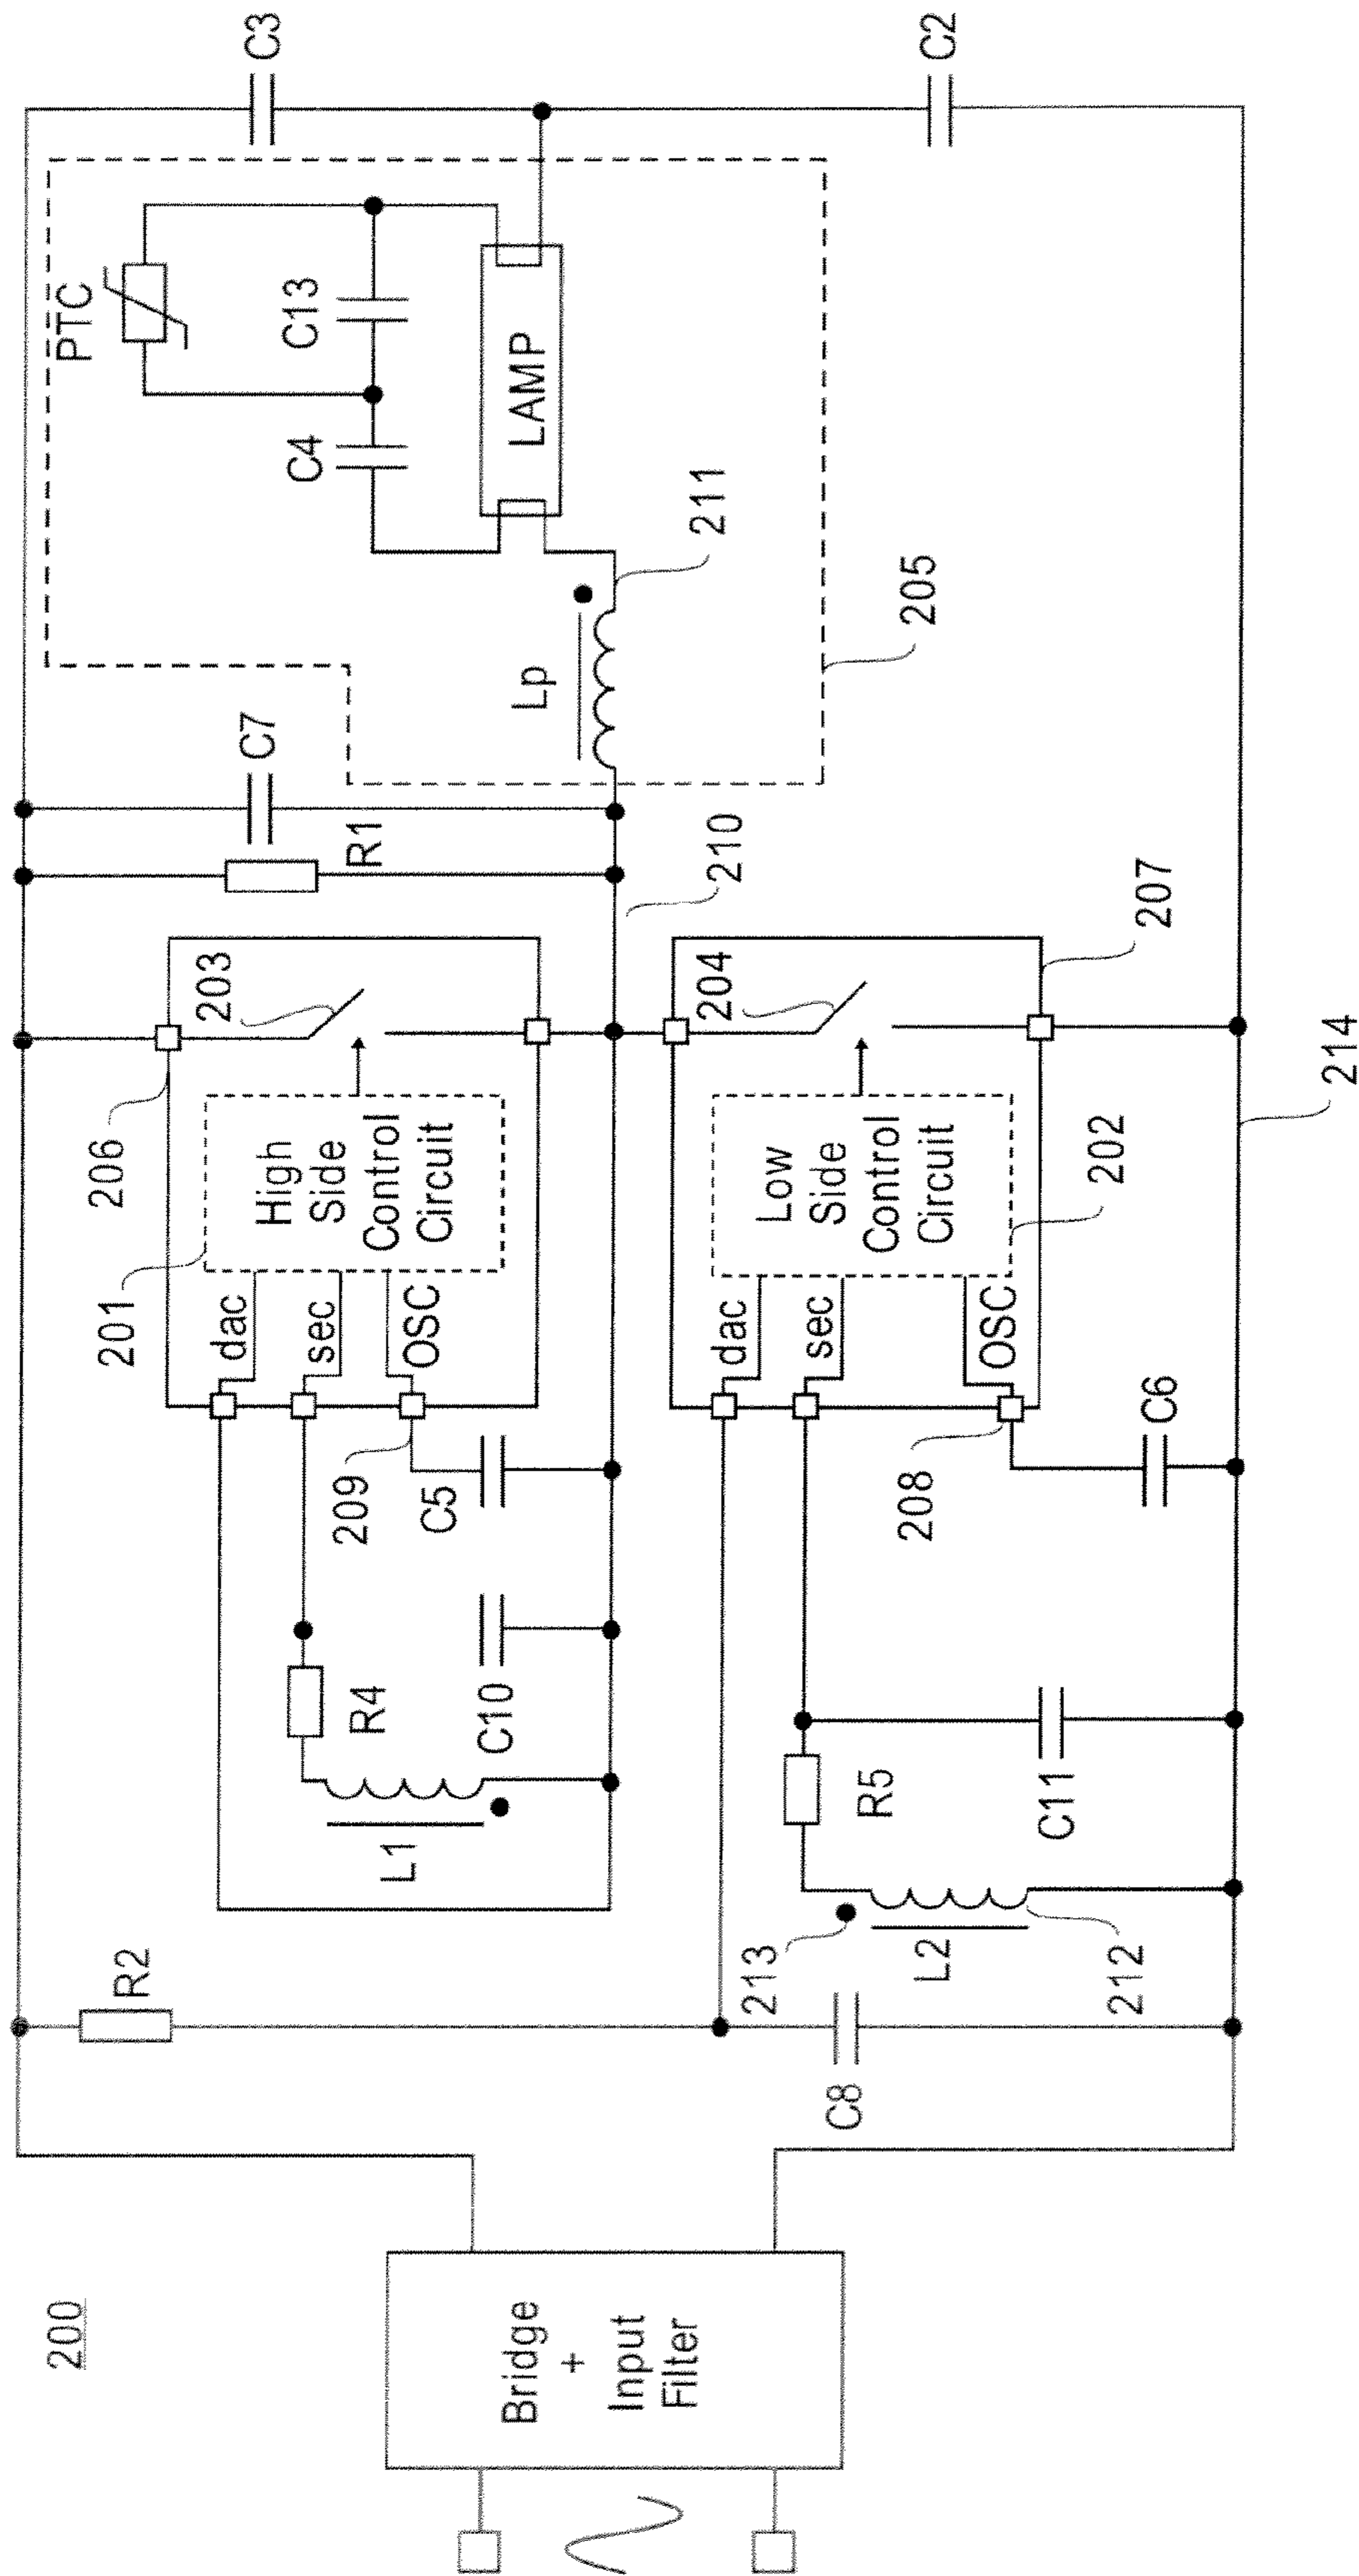 200
Bridge
+
Input
Filter
R2
C8
L1
R4
C10
C5
209
L2
213
212
R5
C11
C6
208
201
dac
sec
OSC
High
Side
Control
Circuit
206
203
dac
sec
OSC
Low
Side
Control
Circuit
202
204
207
214
210
R1
C7
Lp
211
205
C4
C13
PTC
LAMP
C3
C2